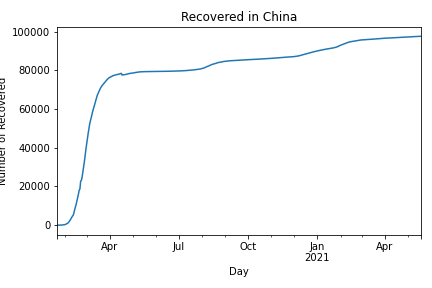 Recovered in China
100000
80000
60000
40000
20000
0
Number of Recovered
Apr
Jul
Oct
Jan
2021
Apr
Day